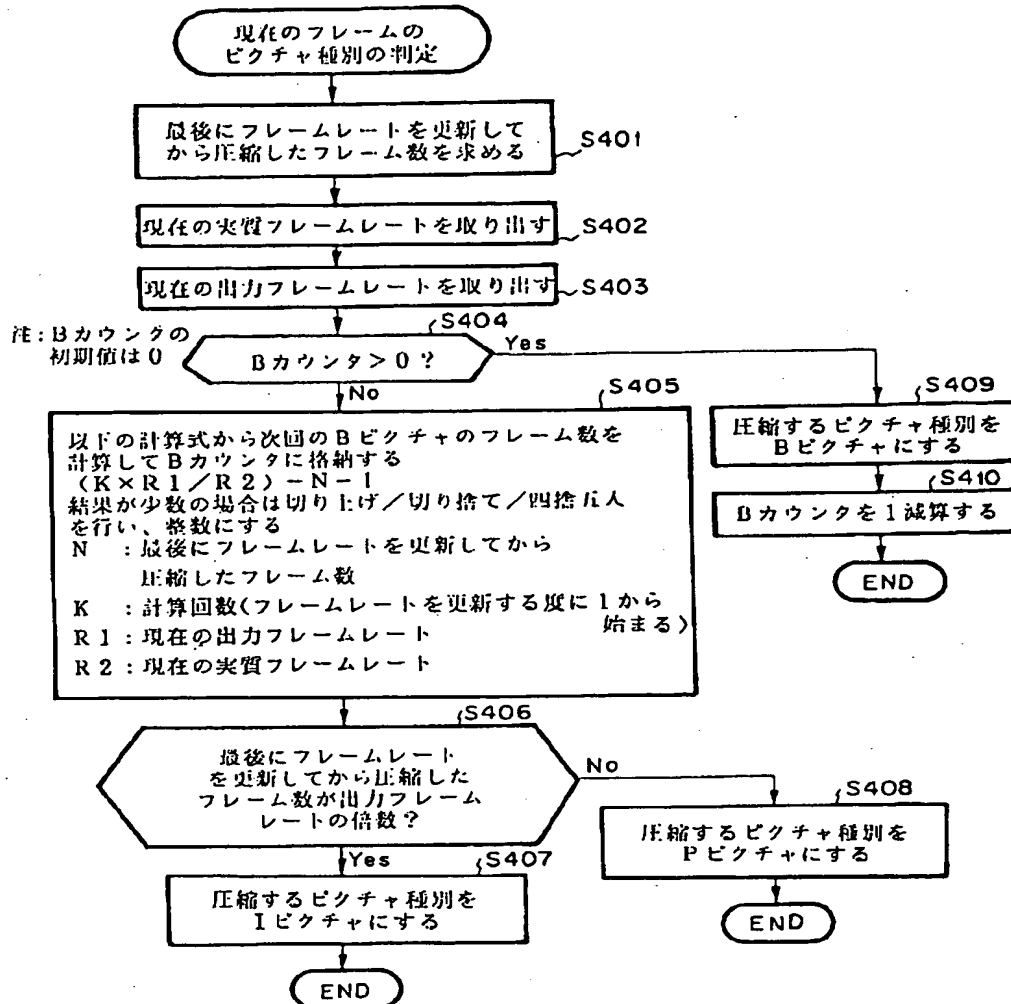 現在のフレームの
ピクチャ種別の判定
最後にフレームレートを更新して
から圧縮したフレーム数を求める
S401
現在の実質フレームレートを取り出す
S402
現在の出力フレームレートを取り出す
S403
S404
注:Bカウンタの
初期値は0
Bカウンタ>0?
Yes
No
S405
以下の計算式から次回のBピクチャのフレーム数を
計算してBカウンタに格納する
(K×R1/R2)-N-1
結果が少数の場合は切り上げ/切り捨て/四捨五入
を行い、整数にする
N :最後にフレームレートを更新してから
圧縮したフレーム数
K :計算回数(フレームレートを更新する度に1から
始まる)
R1:現在の出力フレームレート
R2:現在の実質フレームレート
S409
圧縮するピクチャ種別を
Bピクチャにする
S410
Bカウンタを1減算する
END
S406
最後にフレームレート
を更新してから圧縮した
フレーム数が出力フレーム
レートの倍数?
No
Yes
S408
圧縮するピクチャ種別を
Pピクチャにする
END
S407
圧縮するピクチャ種別を
Iピクチャにする
END